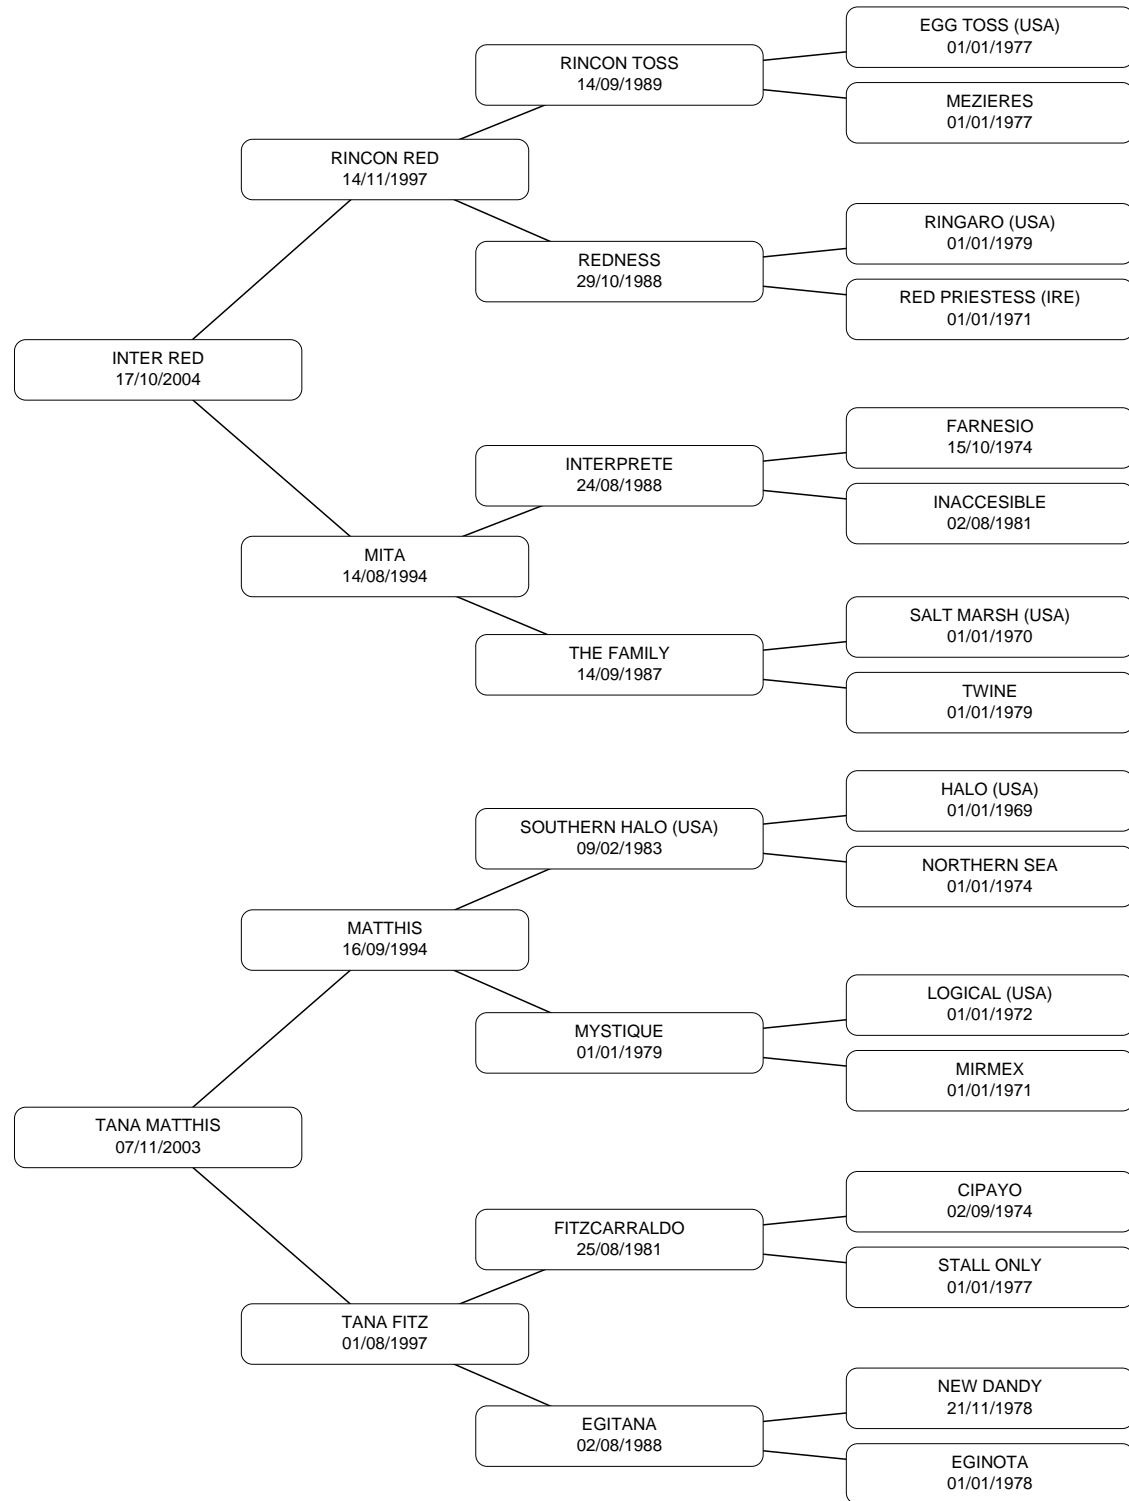 EGG TOSS (USA)
01/01/1977
RINCON TOSS
14/09/1989
MEZIERES
01/01/1977
RINCON RED
14/11/1997
RINGARO (USA)
01/01/1979
REDNESS
29/10/1988
RED PRIESTESS (IRE)
01/01/1971
INTER RED
17/10/2004
FARNESIO
15/10/1974
INTERPRETE
24/08/1988
INACCESIBLE
02/08/1981
MITA
14/08/1994
SALT MARSH (USA)
01/01/1970
THE FAMILY
14/09/1987
TWINE
01/01/1979
HALO (USA)
01/01/1969
SOUTHERN HALO (USA)
09/02/1983
NORTHERN SEA
01/01/1974
MATTHIS
16/09/1994
LOGICAL (USA)
01/01/1972
MYSTIQUE
01/01/1979
MIRMEX
01/01/1971
TANA MATTHIS
07/11/2003
CIPAYO
02/09/1974
FITZCARRALDO
25/08/1981
STALL ONLY
01/01/1977
TANA FITZ
01/08/1997
NEW DANDY
21/11/1978
EGITANA
02/08/1988
EGINOTA
01/01/1978